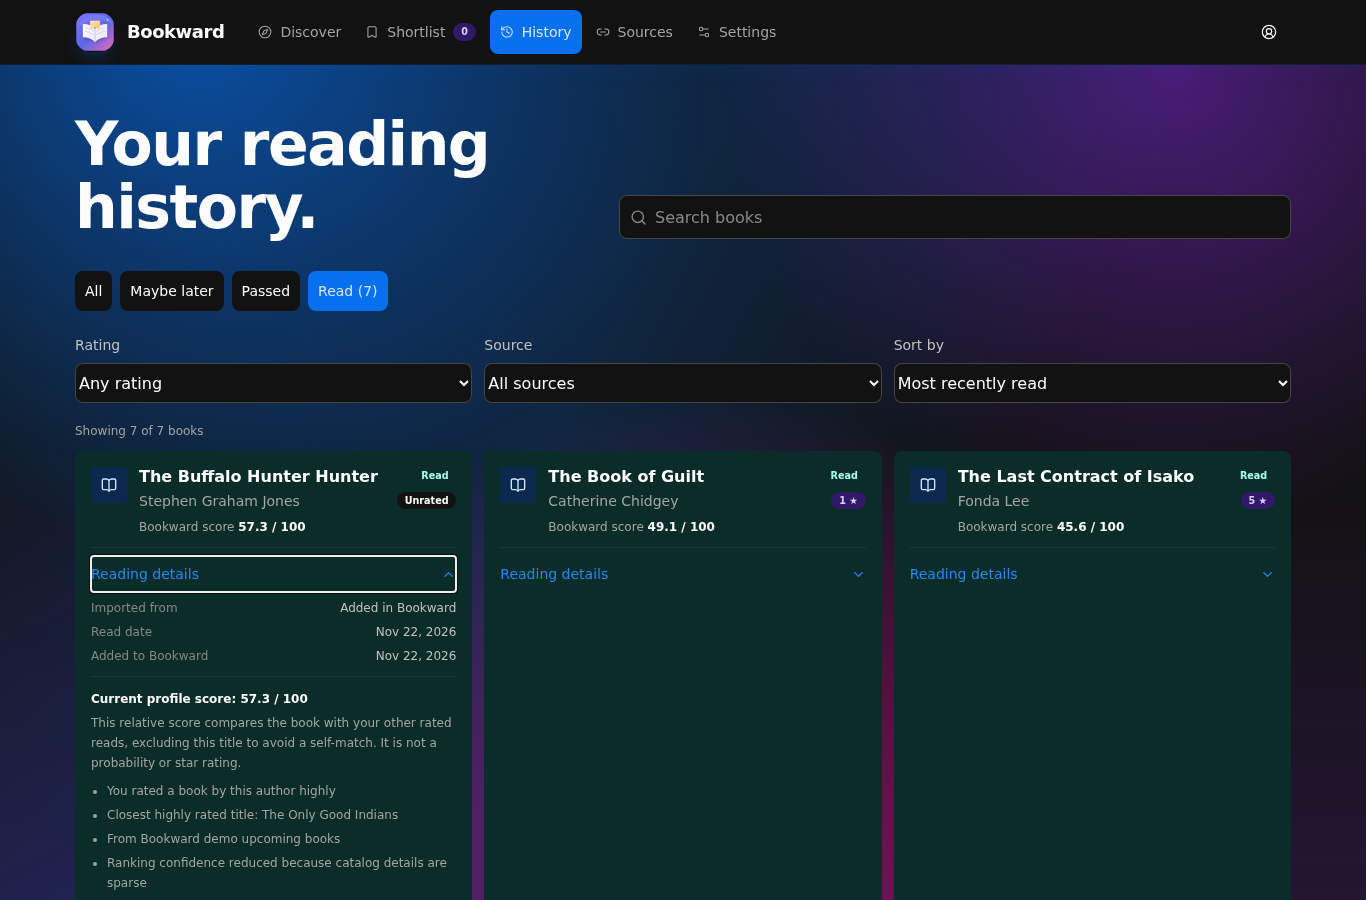 Bookward
Discover
Shortlist 0
History
Sources
Settings
Your reading
history.
Search books
All
Maybe later
Passed
Read (7)
Rating
Source
Sort by
Any rating
All sources
Most recently read
Showing 7 of 7 books
The Buffalo Hunter Hunter
Read
Stephen Graham Jones
Unrated
Bookward score 57.3 / 100
Reading details
Imported from
Added in Bookward
Read date
Nov 22, 2026
Added to Bookward
Nov 22, 2026
Current profile score: 57.3 / 100
This relative score compares the book with your other rated
reads, excluding this title to avoid a self-match. It is not a
probability or star rating.
• You rated a book by this author highly
• Closest highly rated title: The Only Good Indians
• From Bookward demo upcoming books
• Ranking confidence reduced because catalog details are
sparse
The Book of Guilt
Read
Catherine Chidgey
1 ★
Bookward score 49.1 / 100
Reading details
The Last Contract of Isako
Read
Fonda Lee
5 ★
Bookward score 45.6 / 100
Reading details